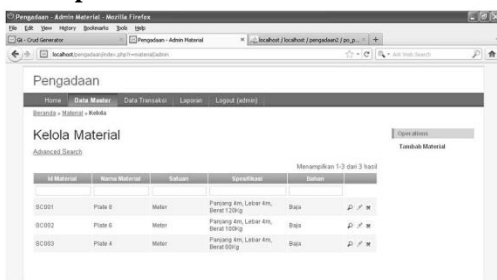 Pengadaan - Admin Material - Mozilla Firefox
File Edit View History Bookmarks Tools Help
Gii - Crud Generator
Pengadaan - Admin Material
localhost / localhost / pengadaan2 / po_p...
localhost/pengadaan/index.php?r=material/admin
Ask Web Search
Pengadaan
Home Data Master Data Transaksi Laporan Logout (admin)
Beranda » Material » Kelola
Kelola Material
Operations
Tambah Material
Advanced Search
Menampilkan 1-3 dari 3 hasil
Id Material Nama Material Satuan Spesifikasi Bahan
SC001 Plate 8 Meter Panjang 4m, Lebar 4m, Berat 120Kg Baja
SC002 Plate 6 Meter Panjang 4m, Lebar 4m, Berat 100Kg Baja
SC003 Plate 4 Meter Panjang 4m, Lebar 4m, Berat 80Kg Baja